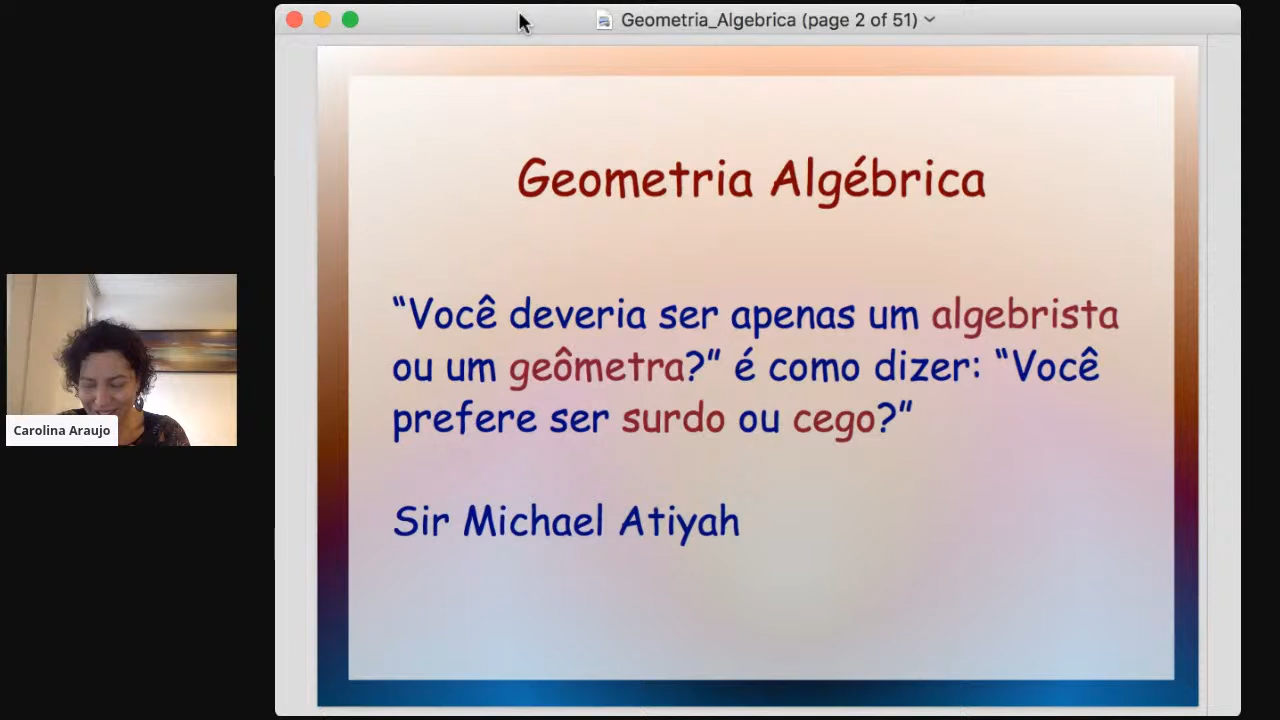 Geometria_Algebrica (page 2 of 51)
Geometria Algébrica
“Você deveria ser apenas um algebrista
ou um geômetra?” é como dizer: “Você
prefere ser surdo ou cego?”
Sir Michael Atiyah
Carolina Araujo